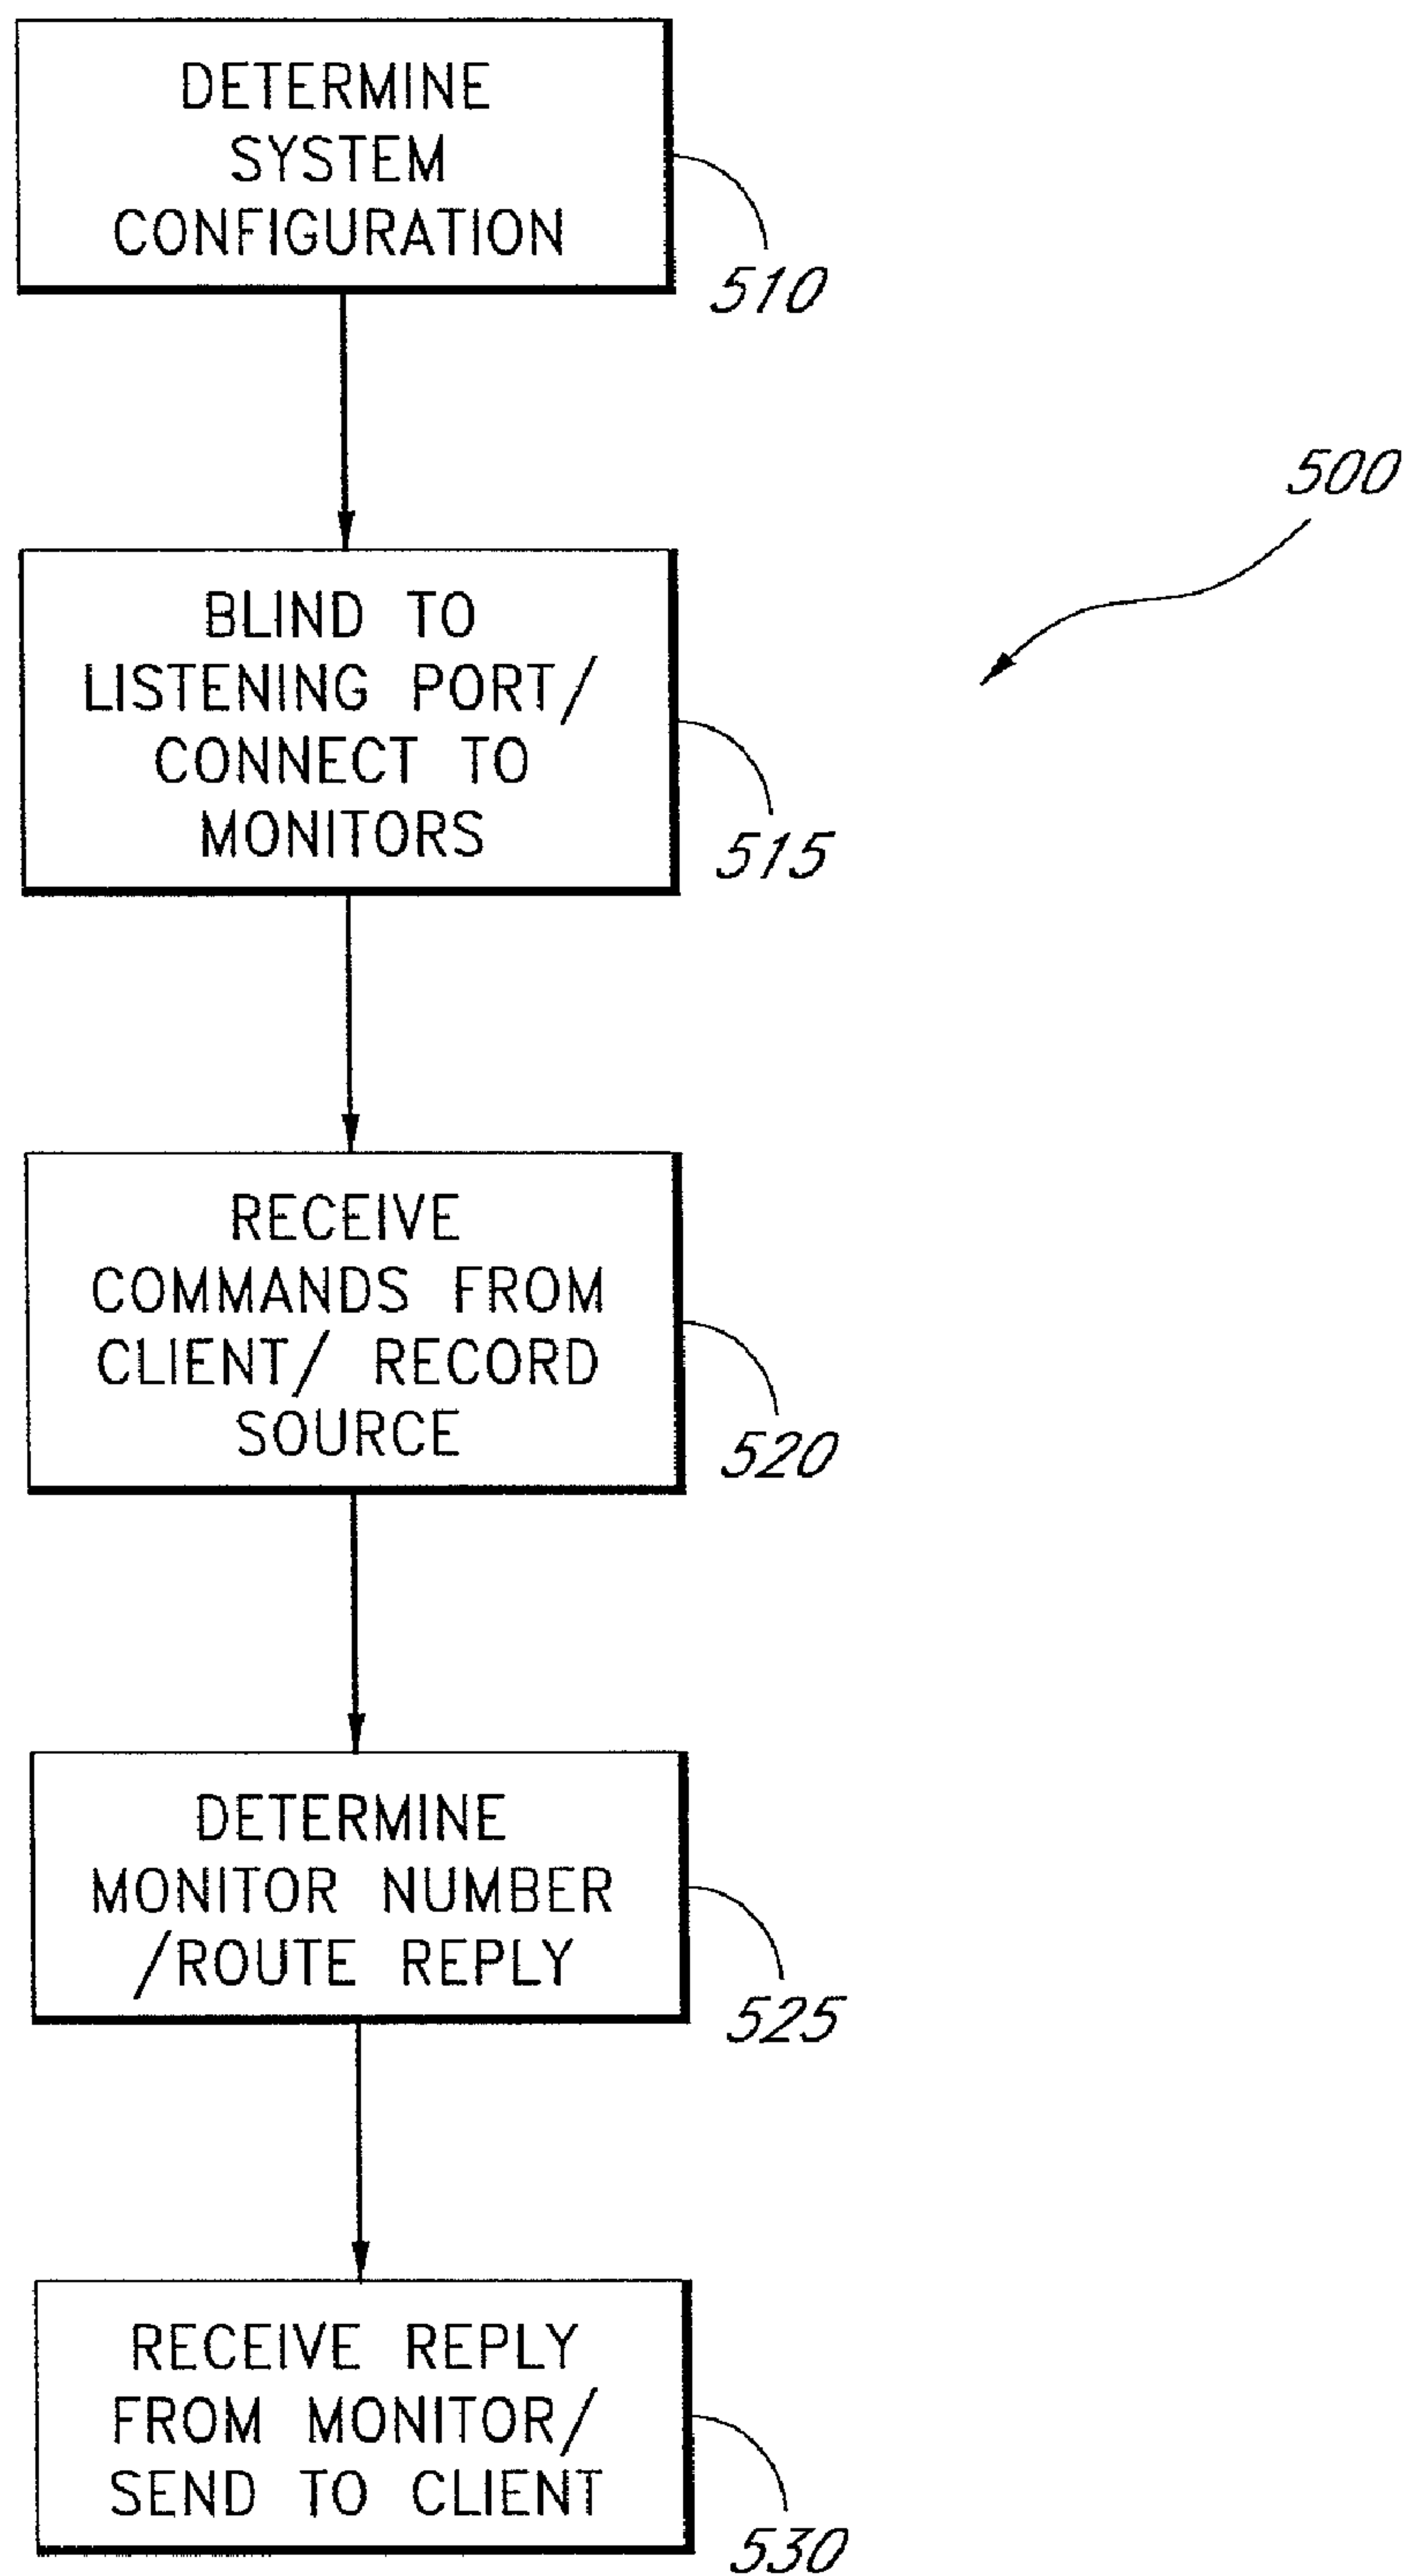 DETERMINE
SYSTEM
CONFIGURATION
510
500
BLIND TO
LISTENING PORT/
CONNECT TO
MONITORS
515
RECEIVE
COMMANDS FROM
CLIENT/ RECORD
SOURCE
520
DETERMINE
MONITOR NUMBER
/ROUTE REPLY
525
RECEIVE REPLY
FROM MONITOR/
SEND TO CLIENT
530